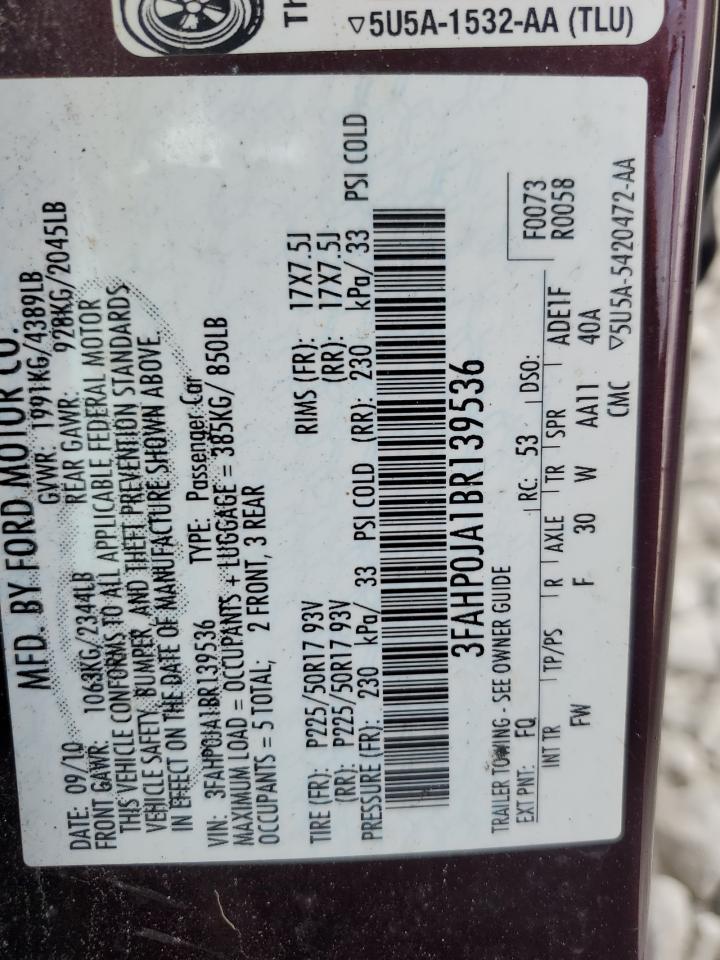 TH
▽5U5A-1532-AA (TLU)
MFD. BY FORD MOTOR CO.
DATE: 09/10 GVWR: 1991KG/4389LB
FRONT GAWR: 1063KG/2344LB REAR GAWR: 928KG/2045LB
THIS VEHICLE CONFORMS TO ALL APPLICABLE FEDERAL MOTOR
VEHICLE SAFETY, BUMPER, AND THEFT PREVENTION STANDARDS
IN EFFECT ON THE DATE OF MANUFACTURE SHOWN ABOVE.
VIN: 3FAHP0JA1BR139536 TYPE: Passenger Car
MAXIMUM LOAD = OCCUPANTS + LUGGAGE = 385KG/ 850LB
OCCUPANTS = 5 TOTAL; 2 FRONT, 3 REAR
TIRE (FR): P225/50R17 93V RIMS (FR): 17X7.5J
(RR): P225/50R17 93V (RR): 17X7.5J
PRESSURE (FR): 230 kPa/ 33 PSI COLD (RR): 230 kPa/ 33 PSI COLD
3FAHP0JA1BR139536
TRAILER TOWING - SEE OWNER GUIDE F0073
EXT PNT: FQ RC: 53 DSO: R0058
INT TR TP/PS R AXLE TR SPR ADE1F
FW F 30 W AA11 40A
CMC ▽5U5A-5420472-AA